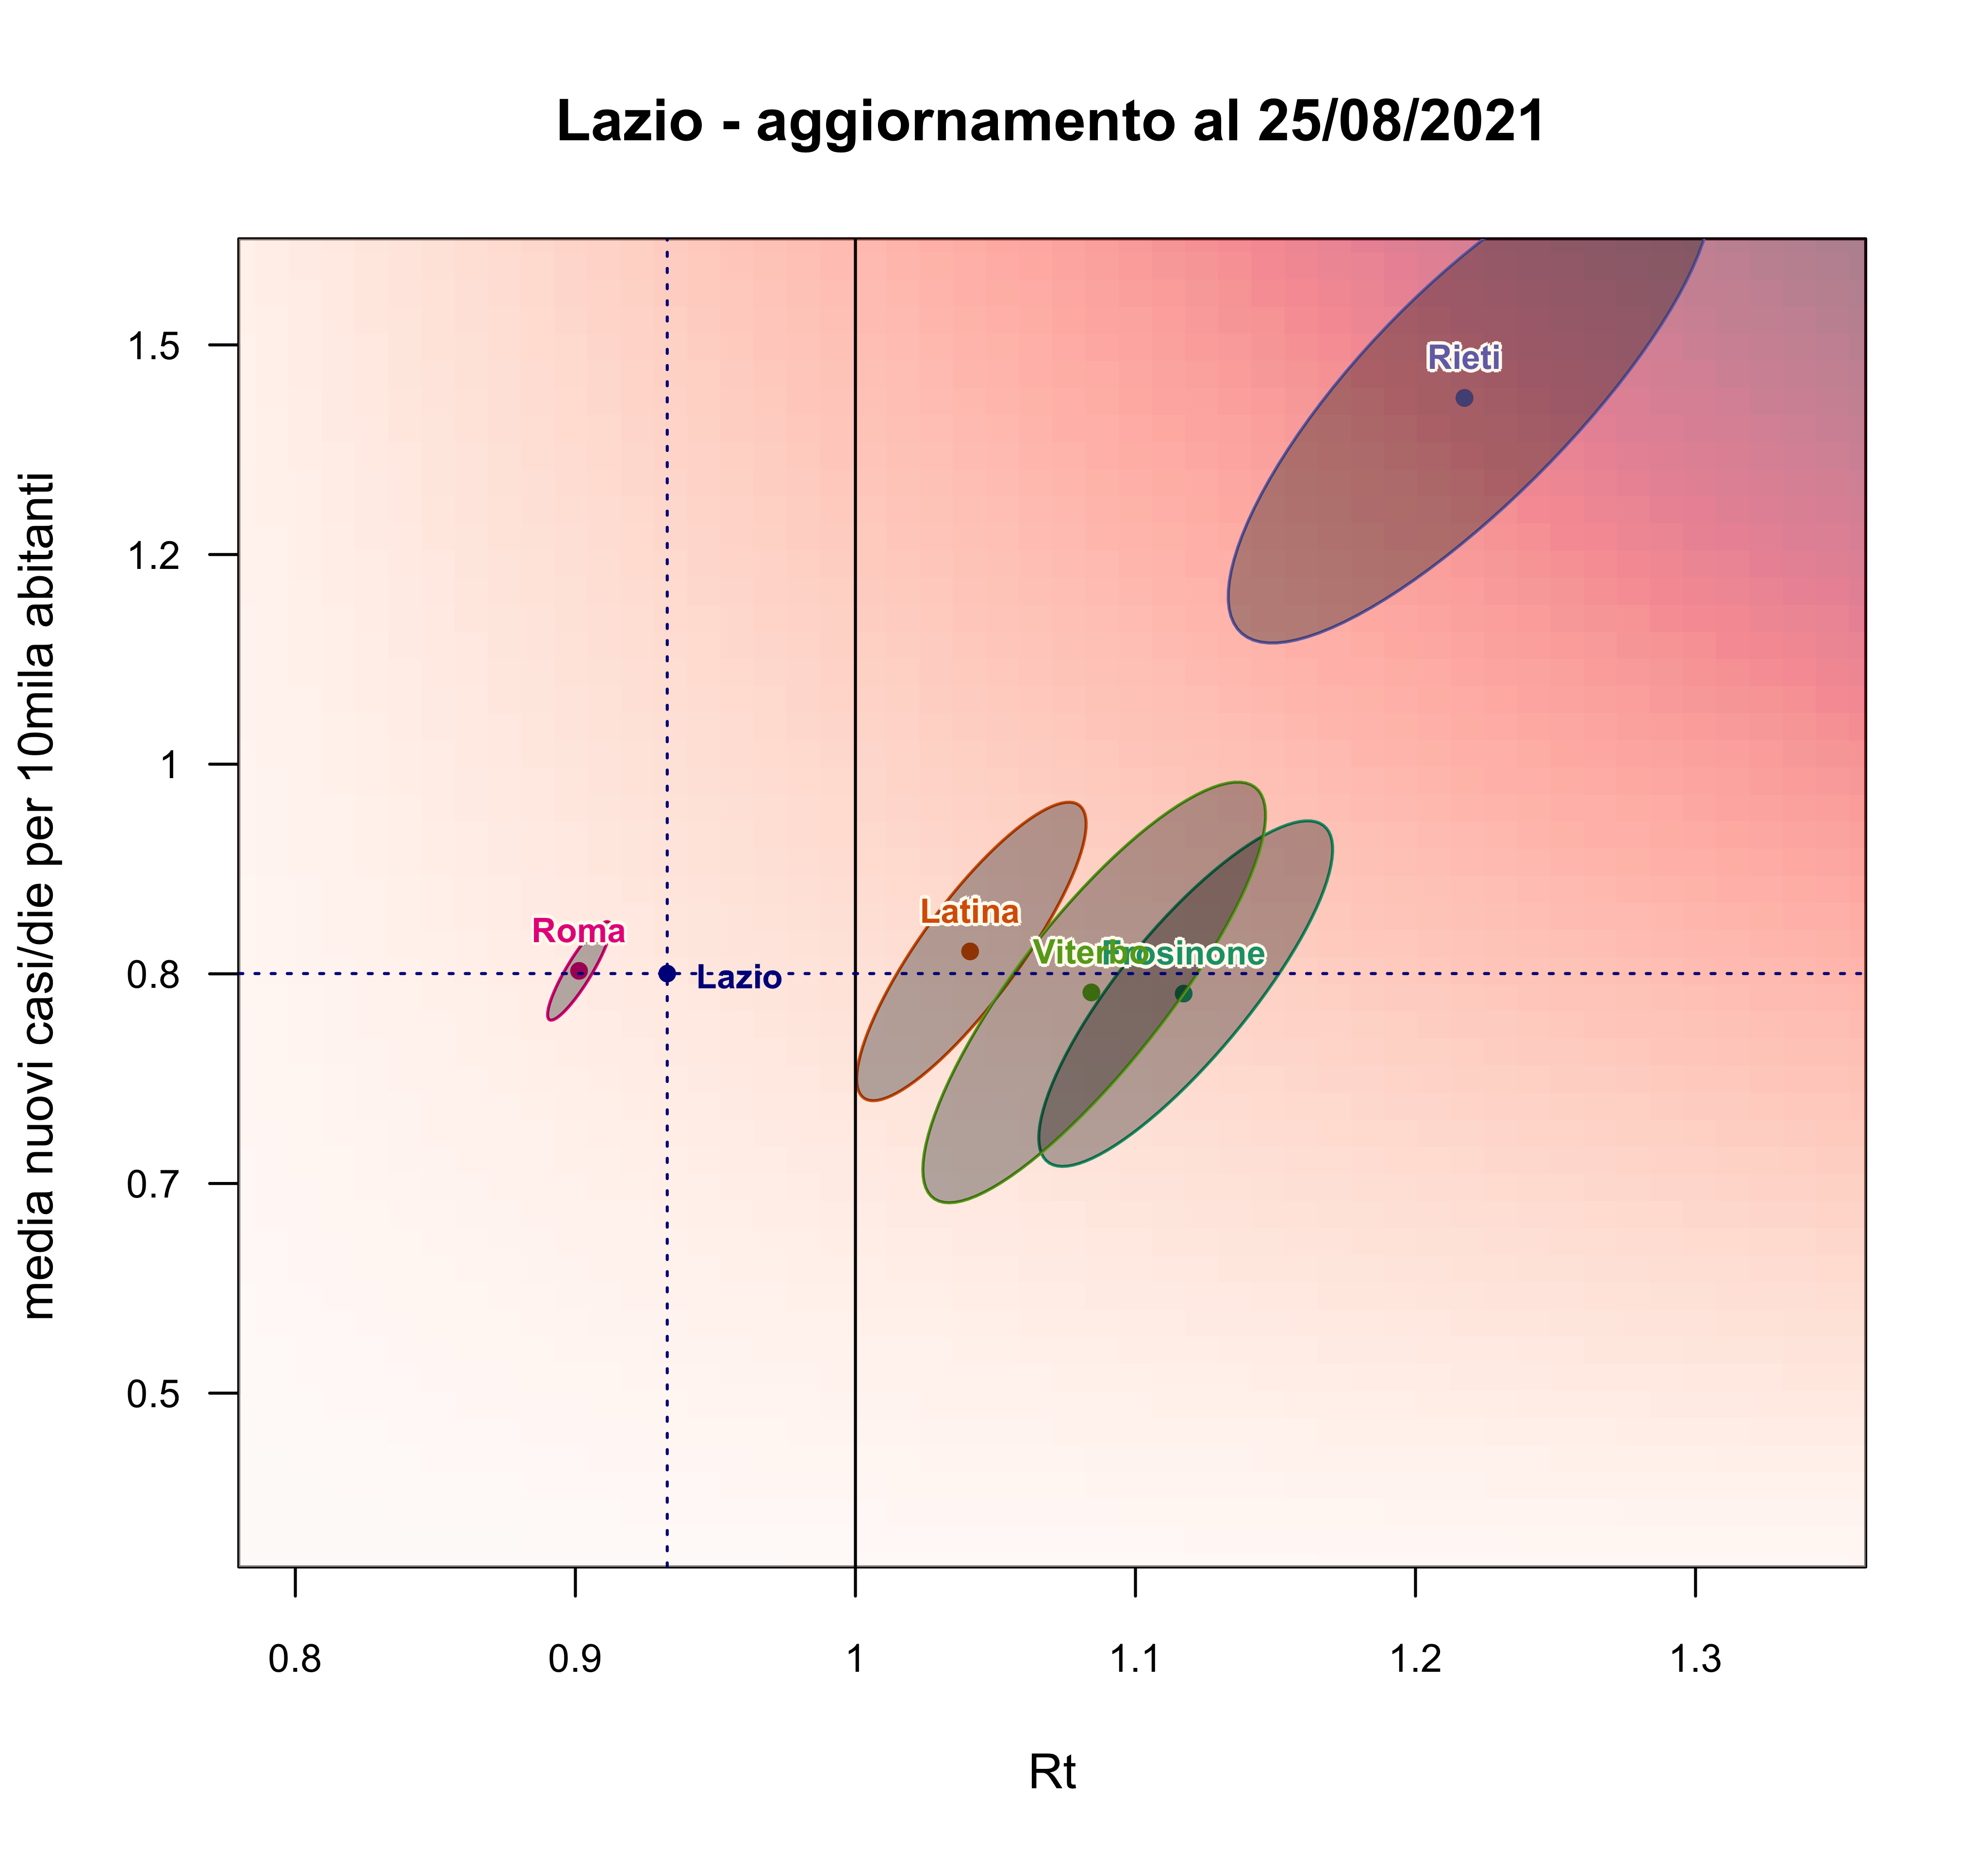 Lazio - aggiornamento al 25/08/2021
media nuovi casi/die per 10mila abitanti
1.5
1.2
1
0.8
0.7
0.5
Rieti
Latina
Roma
Viterbo
Frosinone
Lazio
0.8
0.9
1
1.1
1.2
1.3
Rt